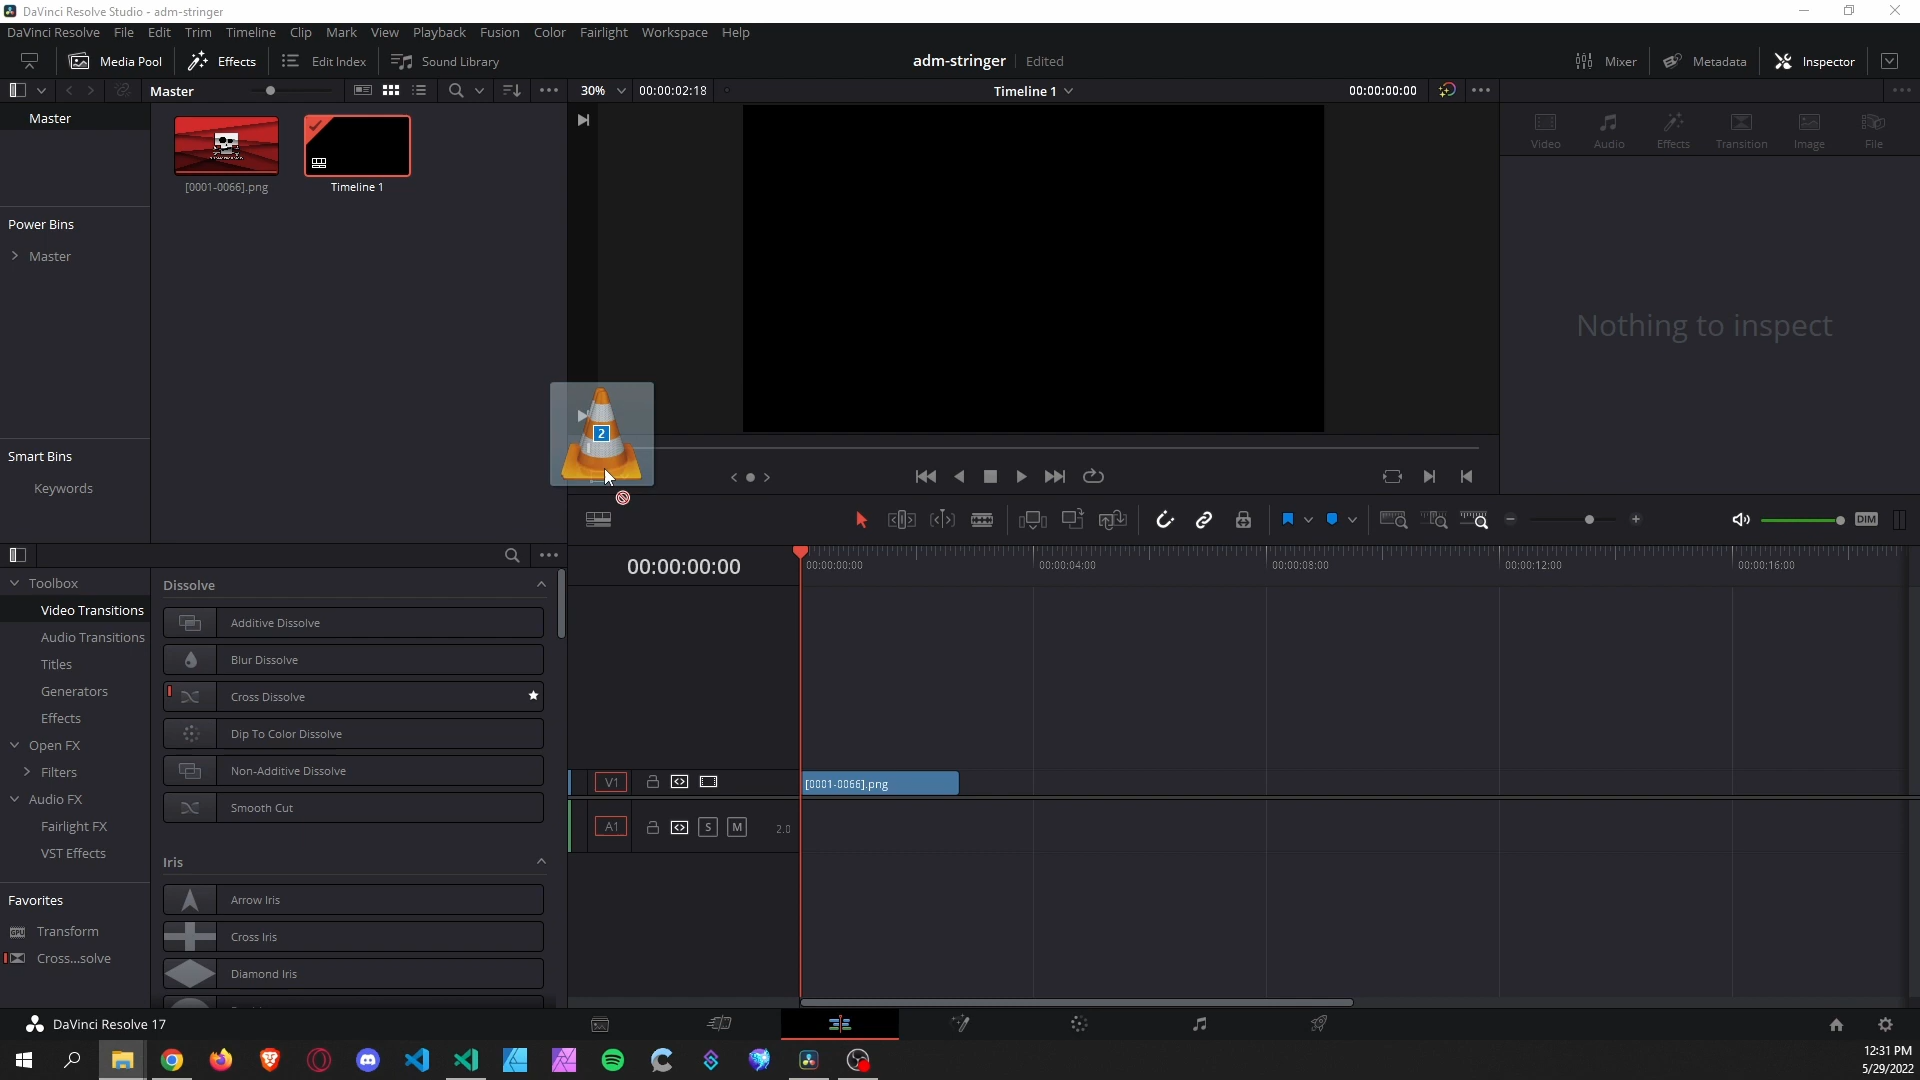 DaVinci Resolve Studio - adm-stringer
DaVinci Resolve File Edit Trim Timeline Clip Mark View Playback Fusion Color Fairlight Workspace Help
Media Pool Effects Edit Index Sound Library adm-stringer Edited Mixer Metadata Inspector
Master 30% 00:00:02:18 Timeline 1 00:00:00:00
Master
[0001-0066].png Timeline 1
Video Audio Effects Transition Image File
Power Bins
Master
Nothing to inspect
2
Smart Bins
Keywords
DIM
00:00:00:00 00:00:00:00 00:00:04:00 00:00:08:00 00:00:12:00 00:00:16:00
Toolbox
Video Transitions
Audio Transitions
Titles
Generators
Effects
Open FX
Filters
Audio FX
Fairlight FX
VST Effects
Favorites
Transform
Cross...solve
Dissolve
Additive Dissolve
Blur Dissolve
Cross Dissolve
Dip To Color Dissolve
Non-Additive Dissolve
Smooth Cut
Iris
Arrow Iris
Cross Iris
Diamond Iris
V1 [0001-0066].png
A1 S M 2.0
DaVinci Resolve 17
12:31 PM
5/29/2022